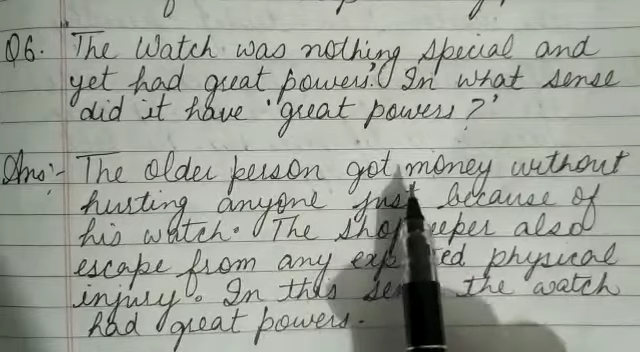 Q6. The Watch was nothing special and
yet had great powers.' In what sense
did it have 'great powers?'
Ans:- The older person got money without
hurting anyone just because of
his watch. The shopkeeper also
escape from any physical
injury. In this the watch
had great powers.